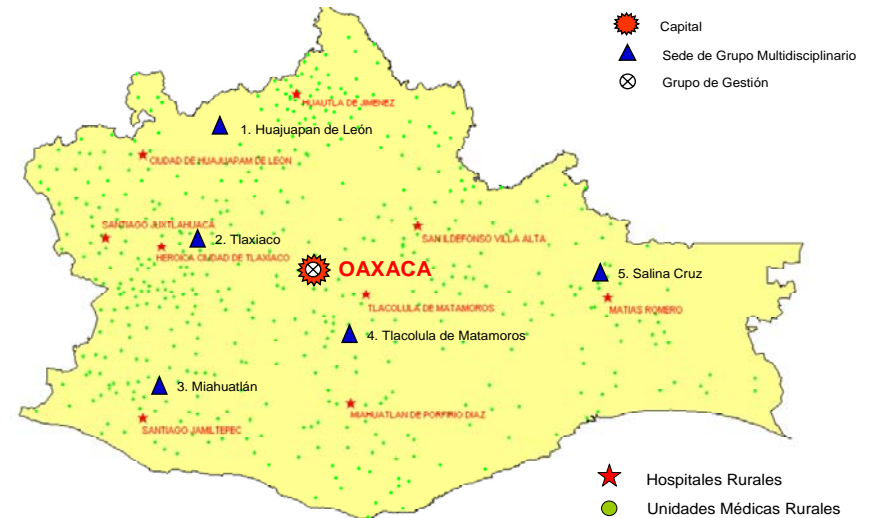 Capital
Sede de Grupo Multidisciplinario
Grupo de Gestión
HUAUTLA DE JIMENEZ
1. Huajuapan de León
CIUDAD DE HUAJUAPAM DE LEON
SANTIAGO JUXTLAHUACA
2. Tlaxiaco
HEROICA CIUDAD DE TLAXIACO
SAN ILDEFONSO VILLA ALTA
OAXACA
5. Salina Cruz
TLACOLULA DE MATAMOROS
MATIAS ROMERO
4. Tlacolula de Matamoros
3. Miahuatlán
MIAHUATLAN DE PORFIRIO DIAZ
SANTIAGO JAMILTEPEC
Hospitales Rurales
Unidades Médicas Rurales